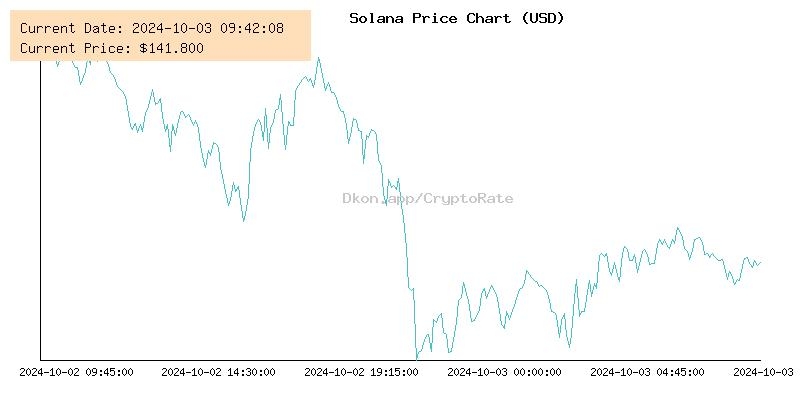 Solana Price Chart (USD)
Current Date: 2024-10-03 09:42:08
Current Price: $141.800
Dkon.app/CryptoRate
2024-10-02 09:45:00 2024-10-02 14:30:00 2024-10-02 19:15:00 2024-10-03 00:00:00 2024-10-03 04:45:00 2024-10-03